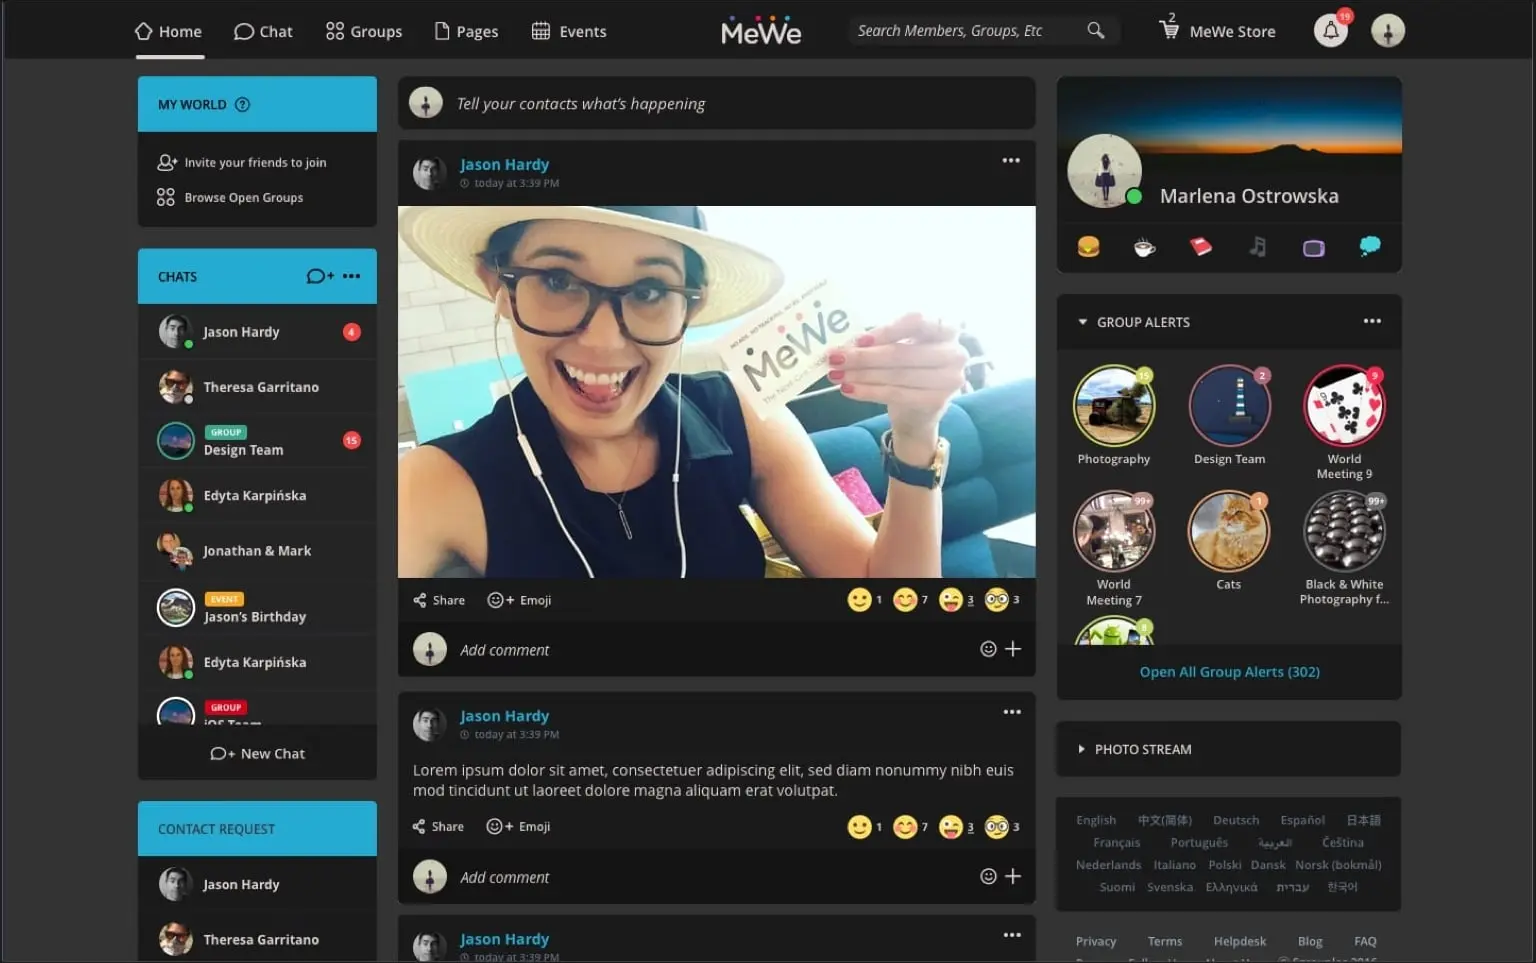 Home
Chat
Groups
Pages
Events
MeWe
Search Members, Groups, Etc
2
MeWe Store
19
MY WORLD ?
Invite your friends to join
Browse Open Groups
CHATS
Jason Hardy
4
Theresa Garritano
GROUP
Design Team
15
Edyta Karpińska
Jonathan & Mark
EVENT
Jason's Birthday
Edyta Karpińska
GROUP
iOS Team
New Chat
CONTACT REQUEST
Jason Hardy
Theresa Garritano
Tell your contacts what's happening
Jason Hardy
today at 3:39 PM
MeWe
Share
Emoji
1 7 3 3
Add comment
Jason Hardy
today at 3:39 PM
Lorem ipsum dolor sit amet, consectetuer adipiscing elit, sed diam nonummy nibh euis
mod tincidunt ut laoreet dolore magna aliquam erat volutpat.
Share
Emoji
1 7 3 3
Add comment
Jason Hardy
today at 3:39 PM
Marlena Ostrowska
GROUP ALERTS
15
Photography
2
Design Team
9
World
Meeting 9
99+
World
Meeting 7
1
Cats
99+
Black & White
Photography f...
8
Open All Group Alerts (302)
PHOTO STREAM
English 中文(简体) Deutsch Español 日本語
Français Português العربية Čeština
Nederlands Italiano Polski Dansk Norsk (bokmål)
Suomi Svenska Ελληνικά עברית 한국어
Privacy Terms Helpdesk Blog FAQ